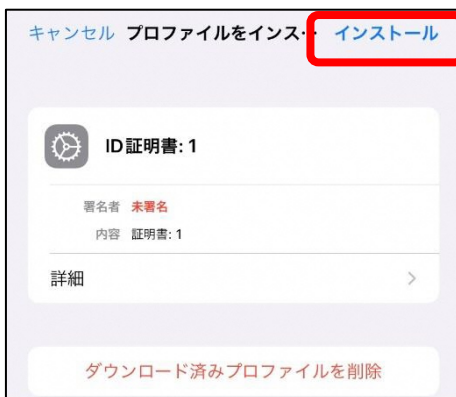 キャンセル プロファイルをインス… インストール
ID証明書: 1
署名者 未署名
内容 証明書: 1
詳細
ダウンロード済みプロファイルを削除